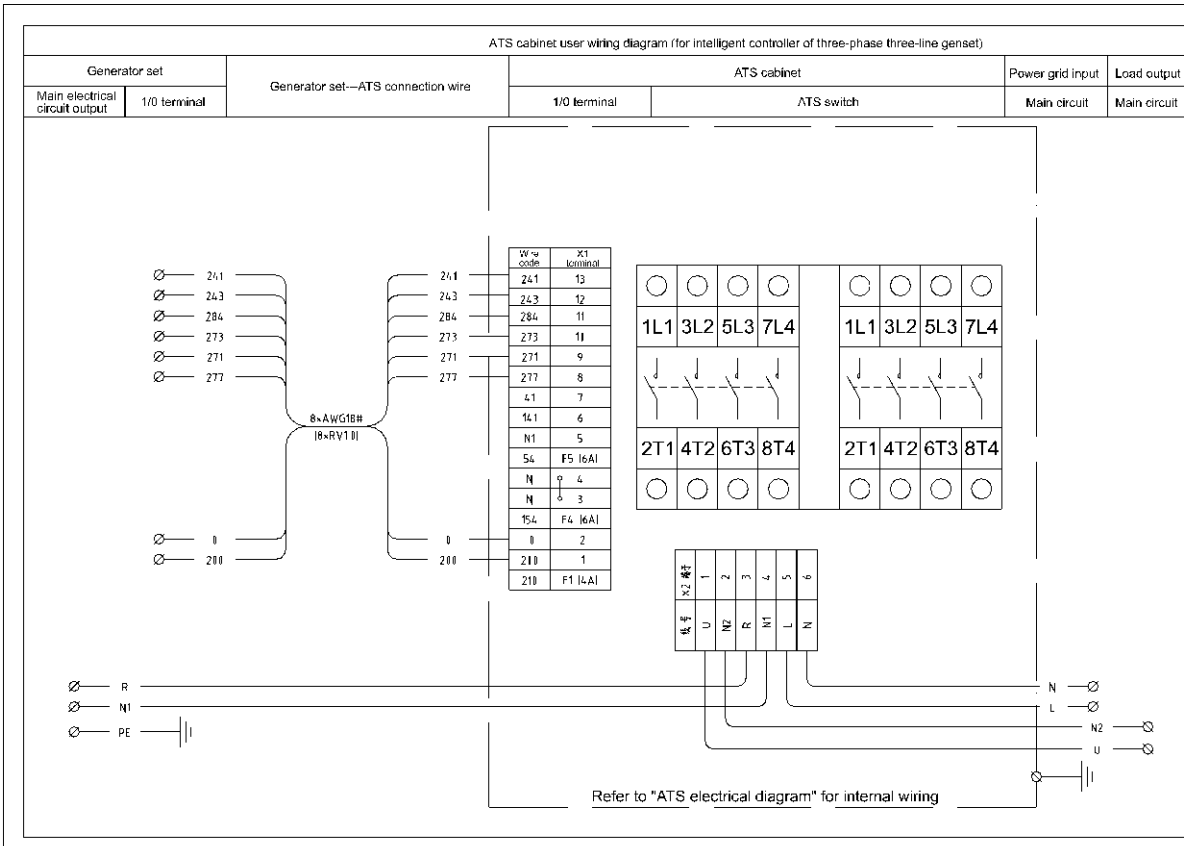 ATS cabinet user wiring diagram (for intelligent controller of three-phase three-line genset)
Generator set
Generator set---ATS connection wire
ATS cabinet
Power grid input
Load output
Main electrical
circuit output
1/0 terminal
1/0 terminal
ATS switch
Main circuit
Main circuit
Wire code X1 terminal
241 241 241 13
243 243 243 12
284 284 284 11
273 273 273 10
271 271 271 9
277 277 277 8
41 7
141 6
N1 5
54 F5 (6A)
N 4
N 3
154 F4 (6A)
0 0 0 2
200 200 200 1
210 F1 (4A)
8×AWG18#
(8×RV1.0)
1L1 3L2 5L3 7L4
1L1 3L2 5L3 7L4
2T1 4T2 6T3 8T4
2T1 4T2 6T3 8T4
X2 端子 1 2 3 4 5 6
线号 U N2 R N1 L N
R
N1
PE
N
L
N2
U
Refer to "ATS electrical diagram" for internal wiring